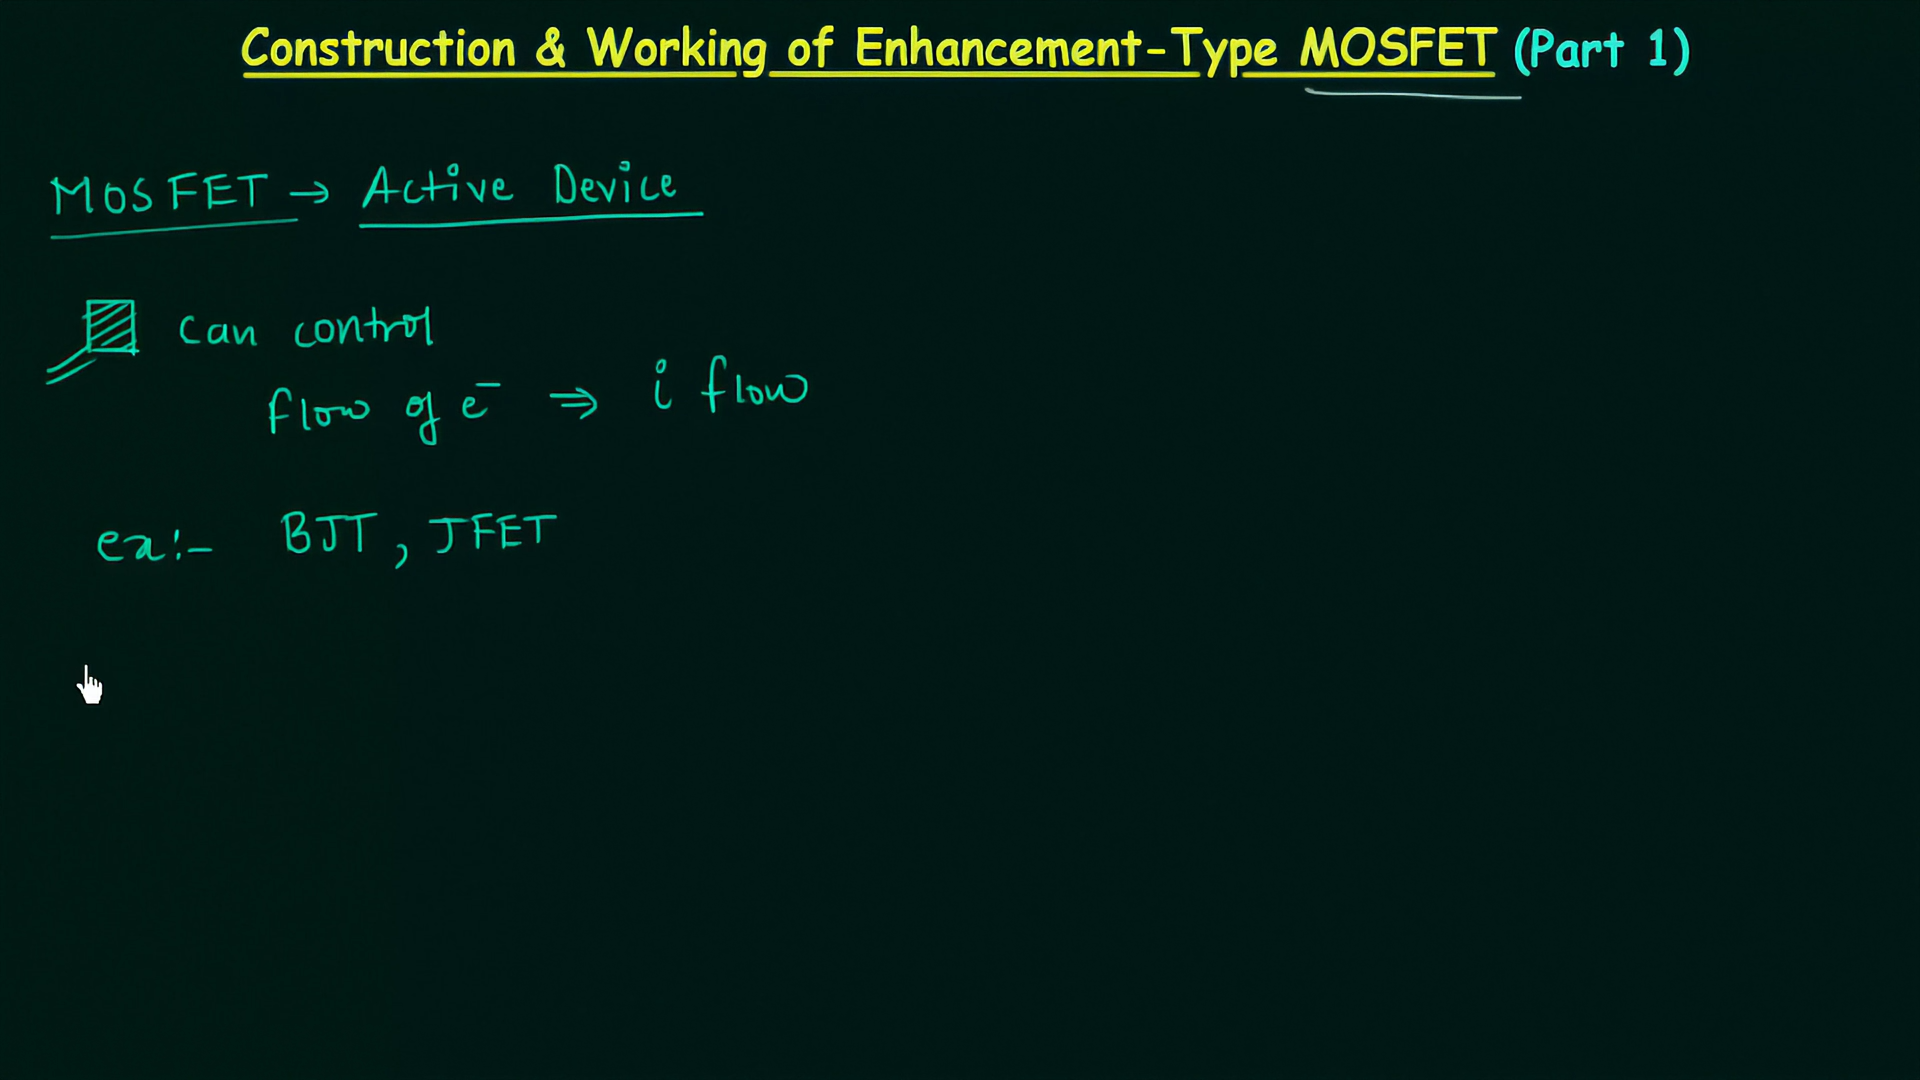 Construction & Working of Enhancement-Type MOSFET (Part 1)
MOSFET → Active Device
can control
flow of e⁻ ⇒ i flow
ex:- BJT, JFET